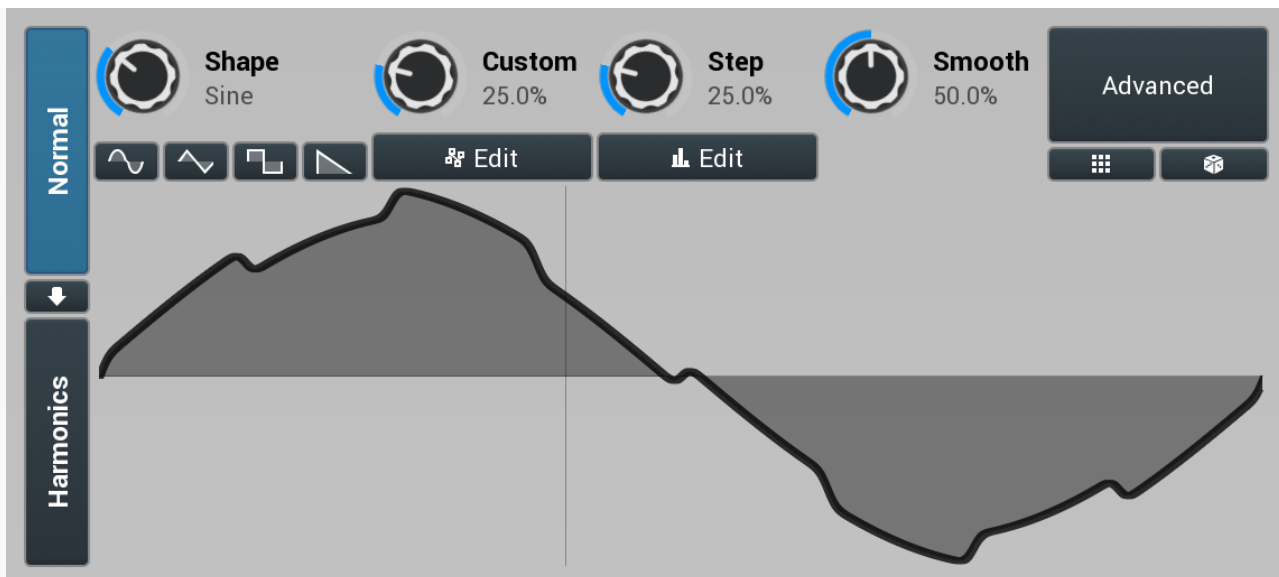 Normal
Harmonics
Shape
Sine
Custom
25.0%
Step
25.0%
Smooth
50.0%
Advanced
Edit
Edit